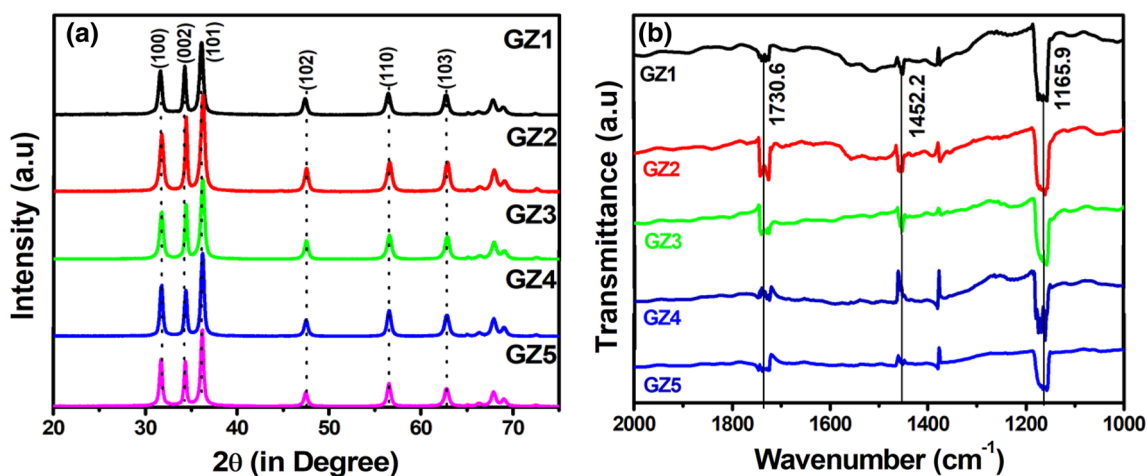 (a)
(100)
(002)
(101)
(102)
(110)
(103)
GZ1
GZ2
GZ3
GZ4
GZ5
Intensity (a.u)
20 30 40 50 60 70
2θ (in Degree)
(b)
GZ1
GZ2
GZ3
GZ4
GZ5
1730.6
1452.2
1165.9
Transmittance (a.u)
2000 1800 1600 1400 1200 1000
Wavenumber (cm⁻¹)